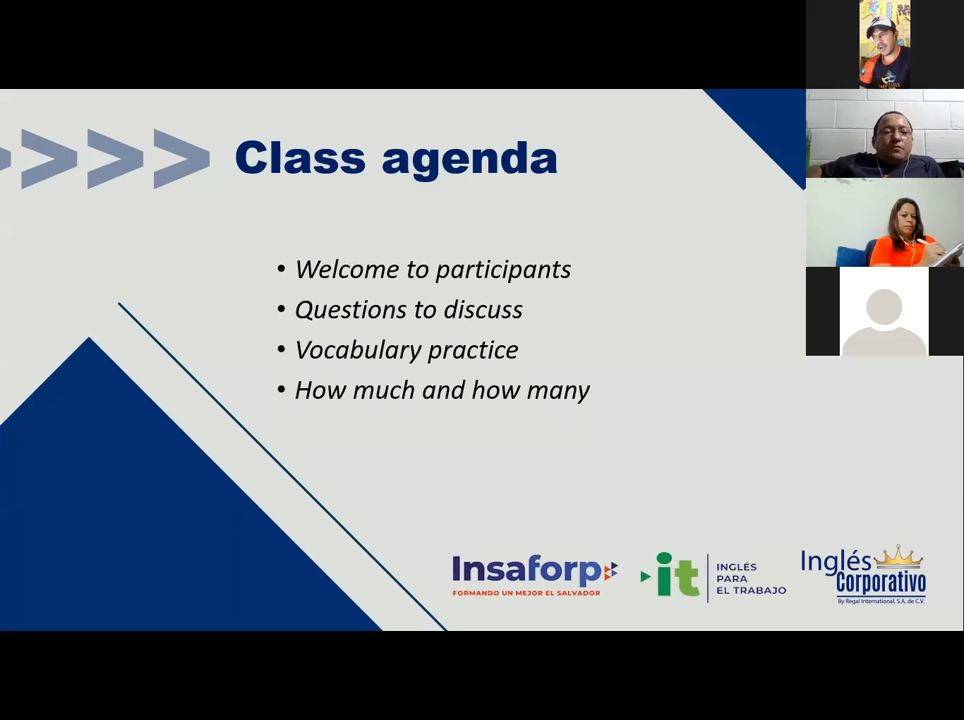 Class agenda
• Welcome to participants
• Questions to discuss
• Vocabulary practice
• How much and how many
Insaforp
FORMANDO UN MEJOR EL SALVADOR
it
INGLÉS
PARA
EL TRABAJO
Inglés
Corporativo
By Regal International, S.A. de C.V.